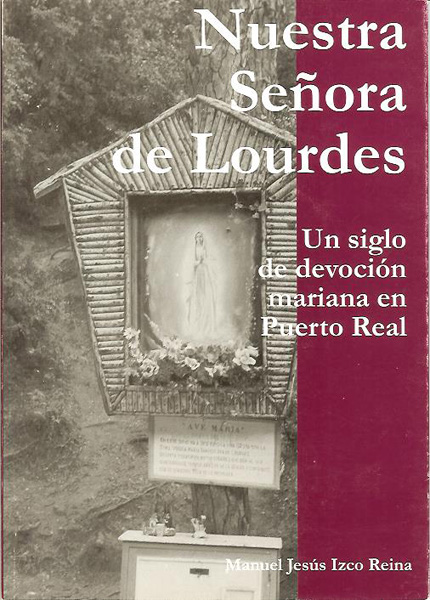 Nuestra
Señora
de Lourdes
Un siglo
de devoción
mariana en
Puerto Real
"AVE MARIA"
Manuel Jesús Izco Reina